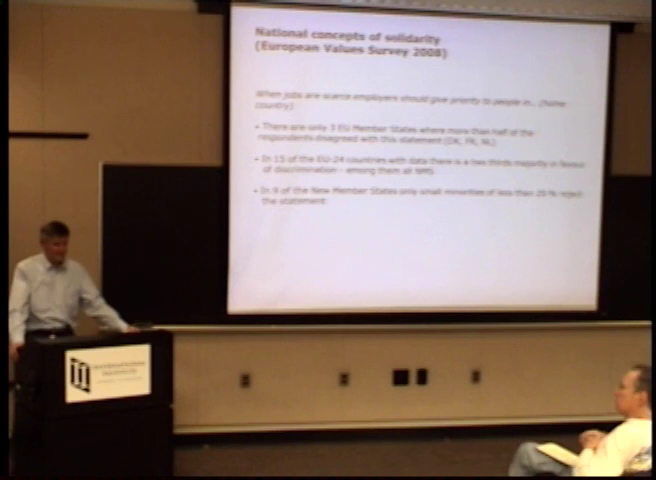 National concepts of solidarity
(European Values Survey 2008)
When jobs are scarce employers should give priority to people in... (home
country)
• There are only 3 EU Member States where more than half of the
respondents disagreed with this statement (DK, FR, NL)
• In 15 of the EU-24 countries with data there is a two thirds majority in favour
of discrimination - among them all NMS
• In 9 of the New Member States only small minorities of less than 20 % reject
the statement